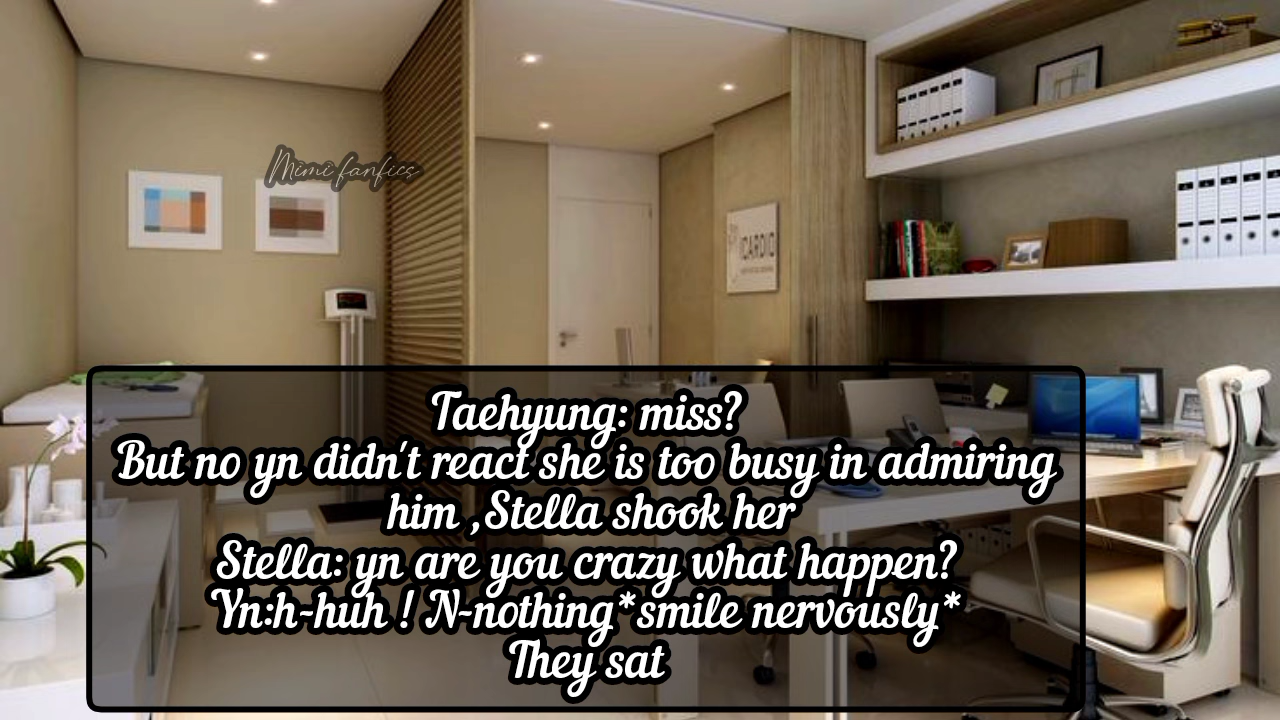 Mimi fanfics
CARDIO
Taehyung: miss?
But no yn didn't react she is too busy in admiring
him ,Stella shook her
Stella: yn are you crazy what happen?
Yn:h-huh ! N-nothing*smile nervously*
They sat